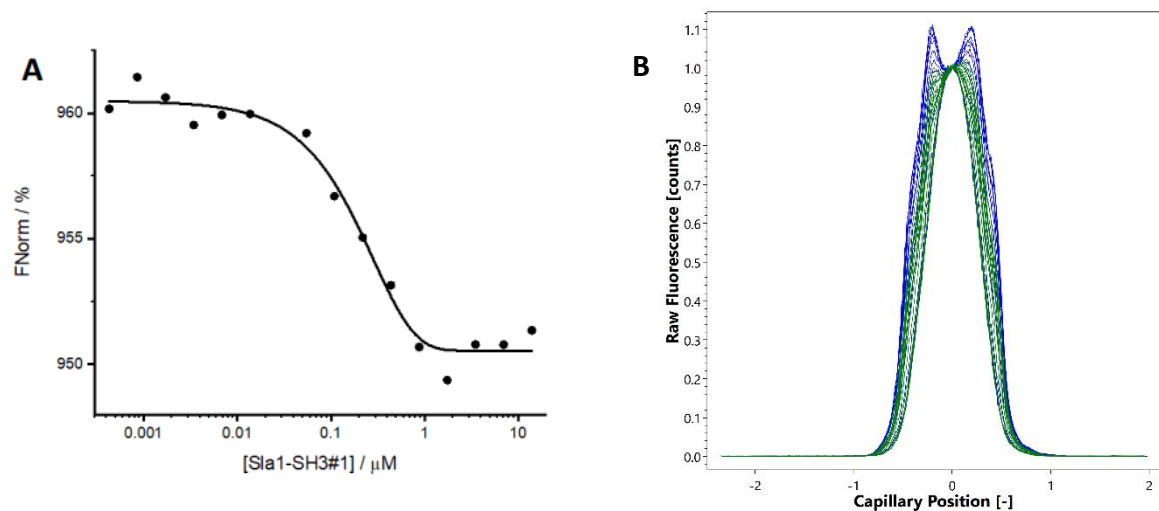 A
FNorm / %
960
955
950
0.001 0.01 0.1 1 10
[Sla1-SH3#1] / µM
B
Raw Fluorescence [counts]
1.1
1.0
0.9
0.8
0.7
0.6
0.5
0.4
0.3
0.2
0.1
0.0
-2 -1 0 1 2
Capillary Position [-]